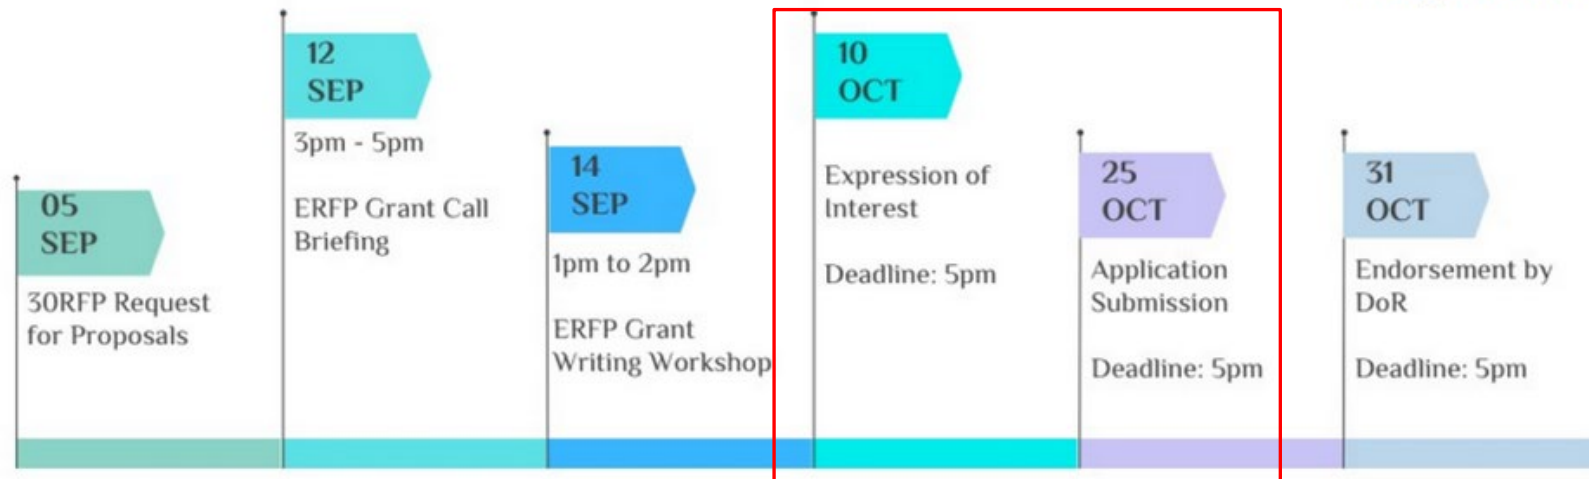 05
SEP
30RFP Request
for Proposals
12
SEP
3pm - 5pm
ERFP Grant Call
Briefing
14
SEP
1pm to 2pm
ERFP Grant
Writing Workshop
10
OCT
Expression of
Interest
Deadline: 5pm
25
OCT
Application
Submission
Deadline: 5pm
31
OCT
Endorsement by
DoR
Deadline: 5pm